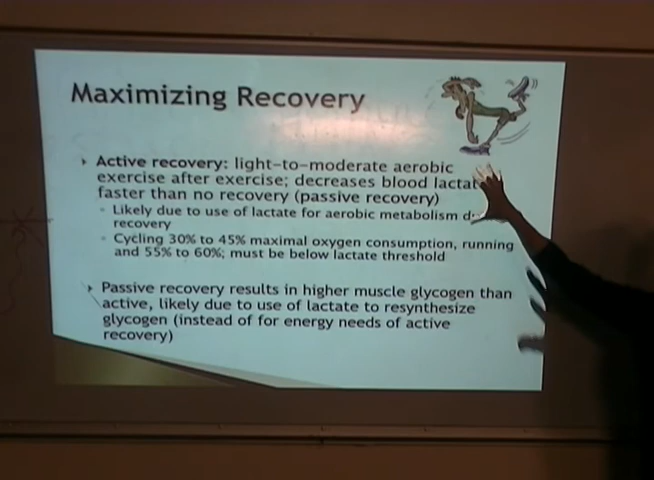 Maximizing Recovery
Active recovery: light-to-moderate aerobic
exercise after exercise; decreases blood lactat
faster than no recovery (passive recovery)
Likely due to use of lactate for aerobic metabolism
recovery
Cycling 30% to 45% maximal oxygen consumption, running
and 55% to 60%; must be below lactate threshold
Passive recovery results in higher muscle glycogen than
active, likely due to use of lactate to resynthesize
glycogen (instead of for energy needs of active
recovery)